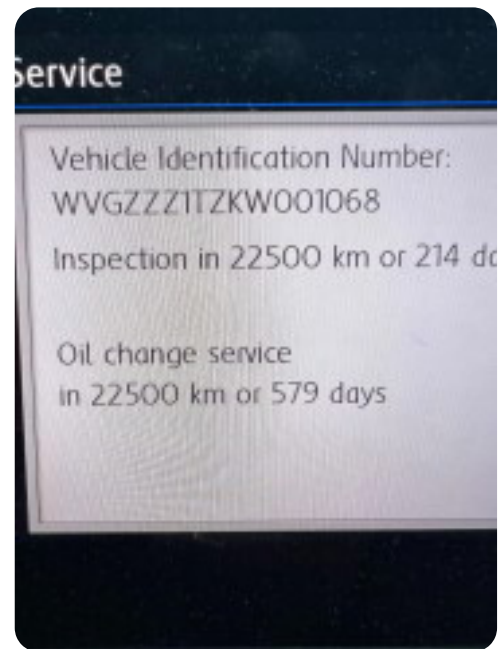 Service
Vehicle Identification Number:
WVGZZZ1TZKW001068
Inspection in 22500 km or 214 da
Oil change service
in 22500 km or 579 days